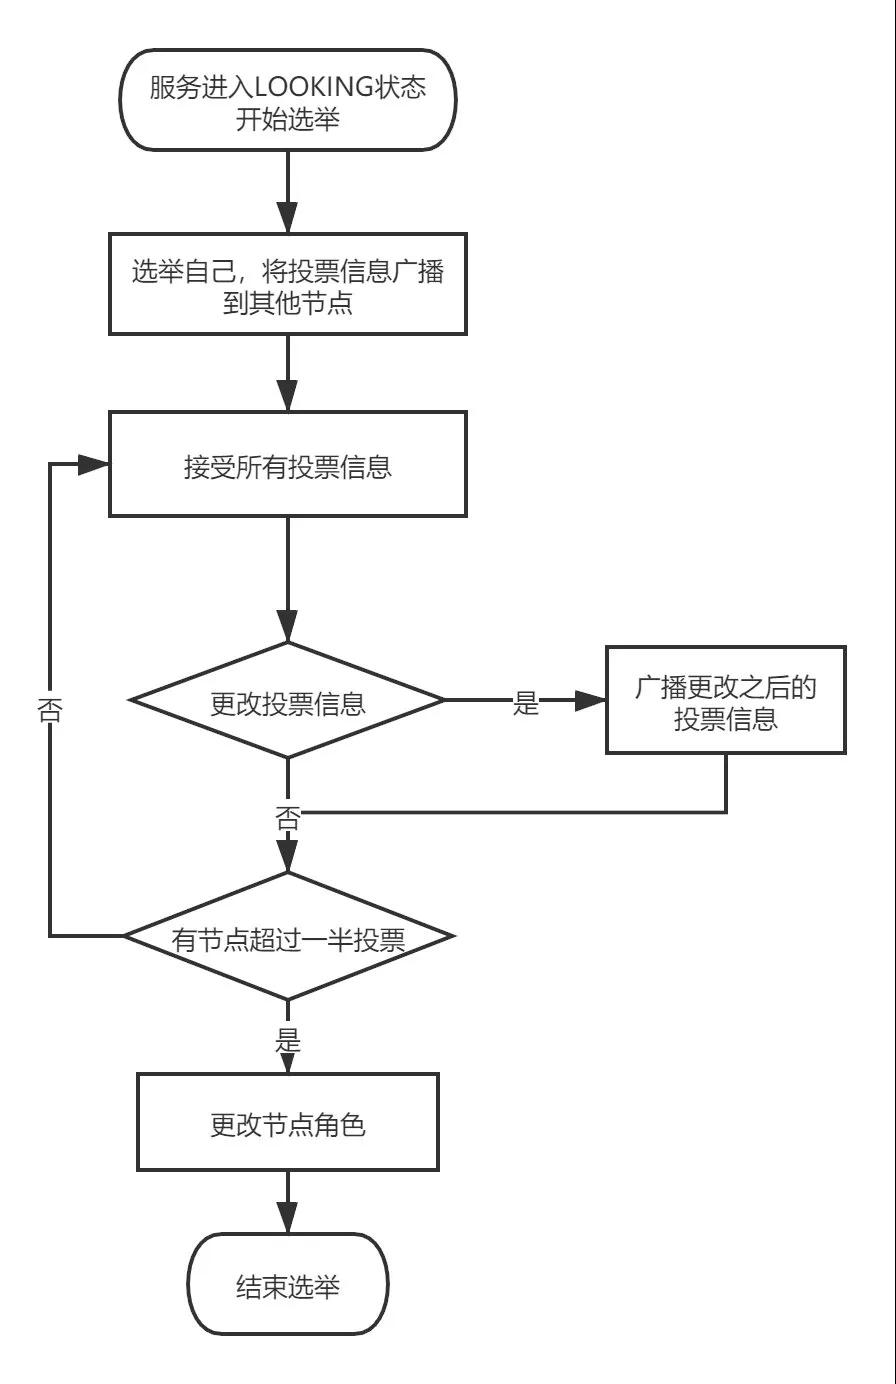 服务进入LOOKING状态
开始选举
选举自己，将投票信息广播
到其他节点
接受所有投票信息
更改投票信息
是
广播更改之后的
投票信息
否
否
有节点超过一半投票
是
更改节点角色
结束选举